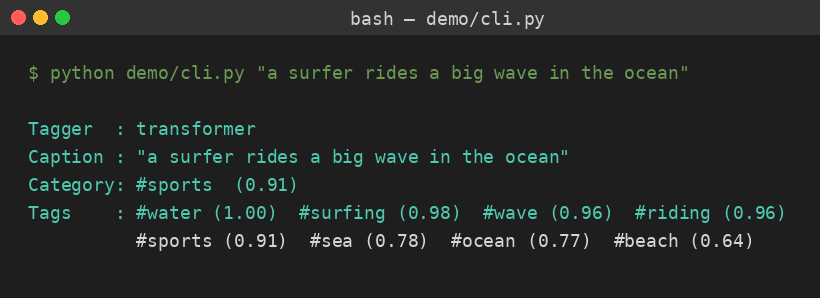 bash — demo/cli.py
$ python demo/cli.py "a surfer rides a big wave in the ocean"
Tagger  : transformer
Caption : "a surfer rides a big wave in the ocean"
Category: #sports  (0.91)
Tags    : #water (1.00)  #surfing (0.98)  #wave (0.96)  #riding (0.96)
          #sports (0.91)  #sea (0.78)  #ocean (0.77)  #beach (0.64)